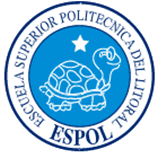 ESCUELA SUPERIOR POLITECNICA DEL LITORAL
ESPOL